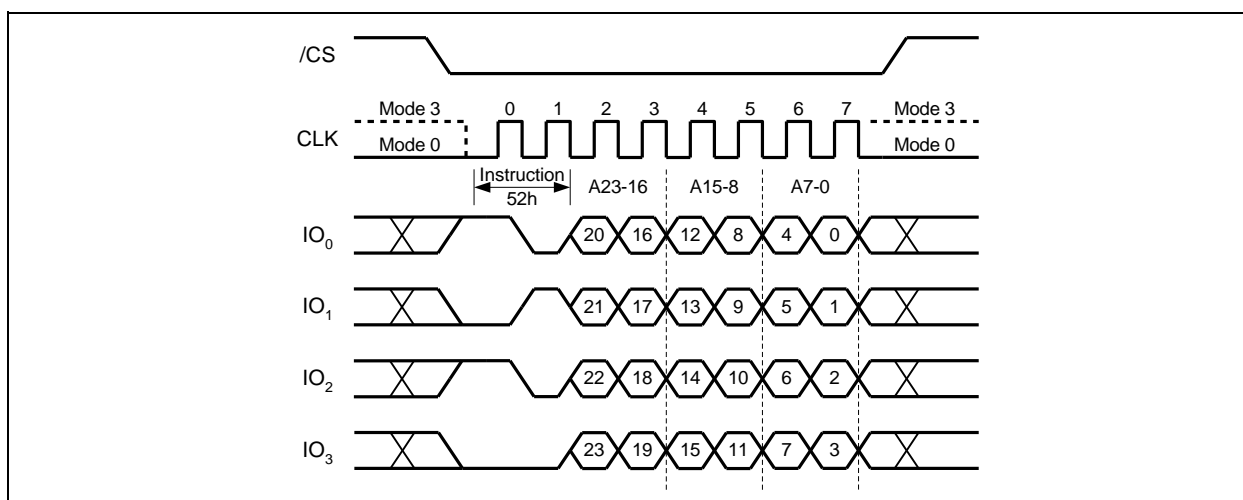 /CS
Mode 3 0 1 2 3 4 5 6 7 Mode 3
CLK
Mode 0 Mode 0
Instruction A23-16 A15-8 A7-0
52h
IO0 20 16 12 8 4 0
IO1 21 17 13 9 5 1
IO2 22 18 14 10 6 2
IO3 23 19 15 11 7 3